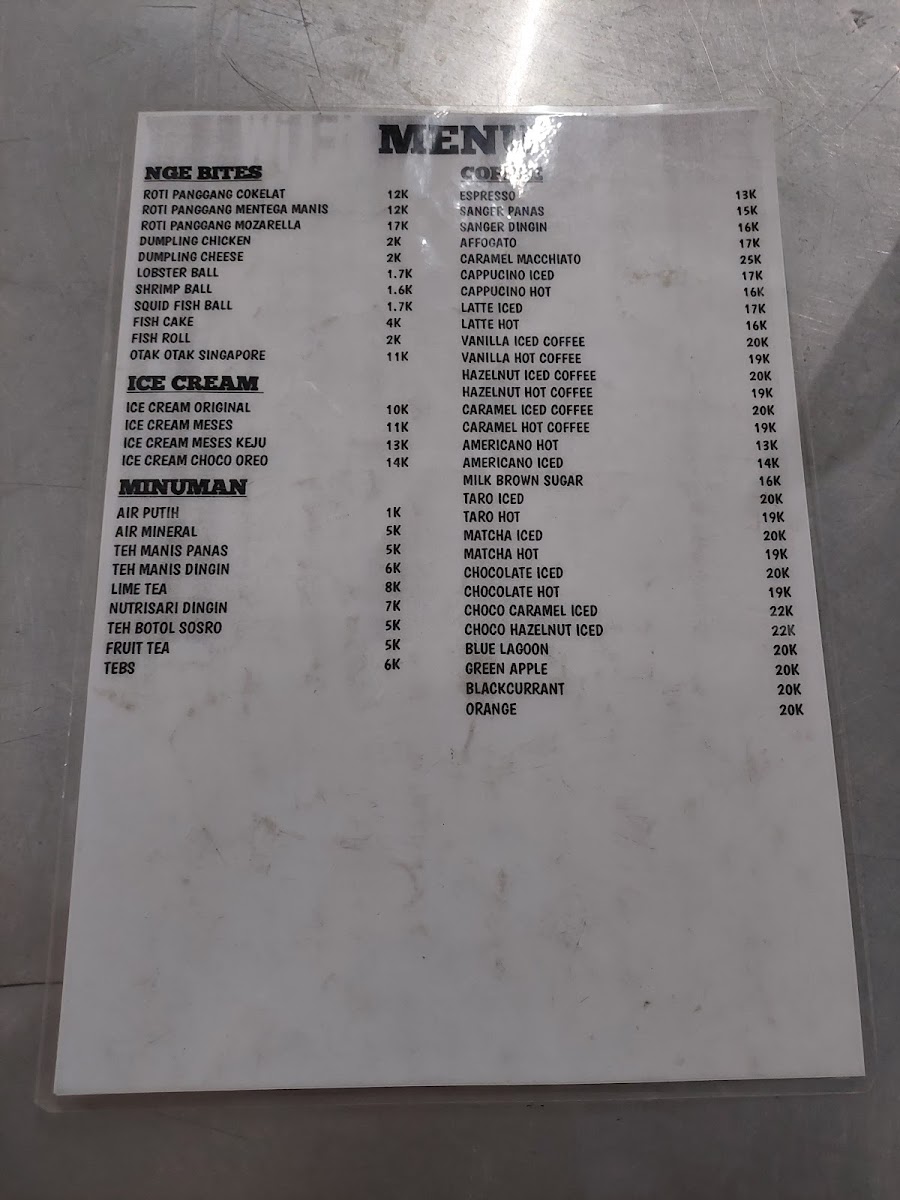 MENU
NGE BITES
ROTI PANGGANG COKELAT 12K
ROTI PANGGANG MENTEGA MANIS 12K
ROTI PANGGANG MOZARELLA 17K
DUMPLING CHICKEN 2K
DUMPLING CHEESE 2K
LOBSTER BALL 1.7K
SHRIMP BALL 1.6K
SQUID FISH BALL 1.7K
FISH CAKE 4K
FISH ROLL 2K
OTAK OTAK SINGAPORE 11K
ICE CREAM
ICE CREAM ORIGINAL 10K
ICE CREAM MESES 11K
ICE CREAM MESES KEJU 13K
ICE CREAM CHOCO OREO 14K
MINUMAN
AIR PUTIH 1K
AIR MINERAL 5K
TEH MANIS PANAS 5K
TEH MANIS DINGIN 6K
LIME TEA 8K
NUTRISARI DINGIN 7K
TEH BOTOL SOSRO 5K
FRUIT TEA 5K
TEBS 6K
COFFEE
ESPRESSO 13K
SANGER PANAS 15K
SANGER DINGIN 16K
AFFOGATO 17K
CARAMEL MACCHIATO 25K
CAPPUCINO ICED 17K
CAPPUCINO HOT 16K
LATTE ICED 17K
LATTE HOT 16K
VANILLA ICED COFFEE 20K
VANILLA HOT COFFEE 19K
HAZELNUT ICED COFFEE 20K
HAZELNUT HOT COFFEE 19K
CARAMEL ICED COFFEE 20K
CARAMEL HOT COFFEE 19K
AMERICANO HOT 13K
AMERICANO ICED 14K
MILK BROWN SUGAR 16K
TARO ICED 20K
TARO HOT 19K
MATCHA ICED 20K
MATCHA HOT 19K
CHOCOLATE ICED 20K
CHOCOLATE HOT 19K
CHOCO CARAMEL ICED 22K
CHOCO HAZELNUT ICED 22K
BLUE LAGOON 20K
GREEN APPLE 20K
BLACKCURRANT 20K
ORANGE 20K